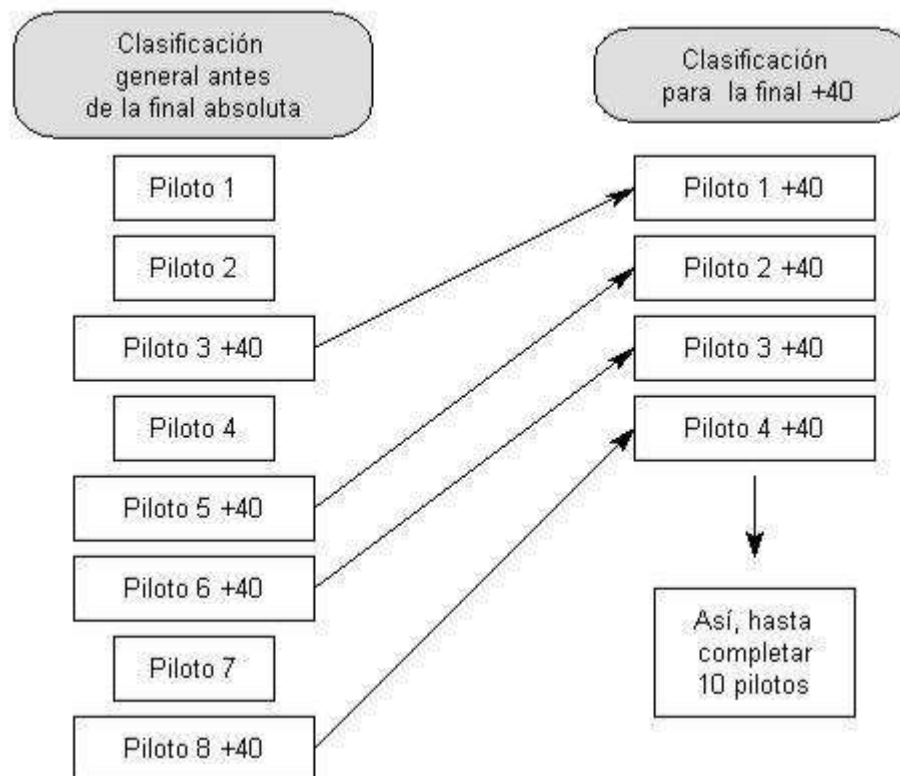 Clasificación
general antes
de la final absoluta
Piloto 1
Piloto 2
Piloto 3 +40
Piloto 4
Piloto 5 +40
Piloto 6 +40
Piloto 7
Piloto 8 +40
Clasificación
para la final +40
Piloto 1 +40
Piloto 2 +40
Piloto 3 +40
Piloto 4 +40
Así, hasta
completar
10 pilotos